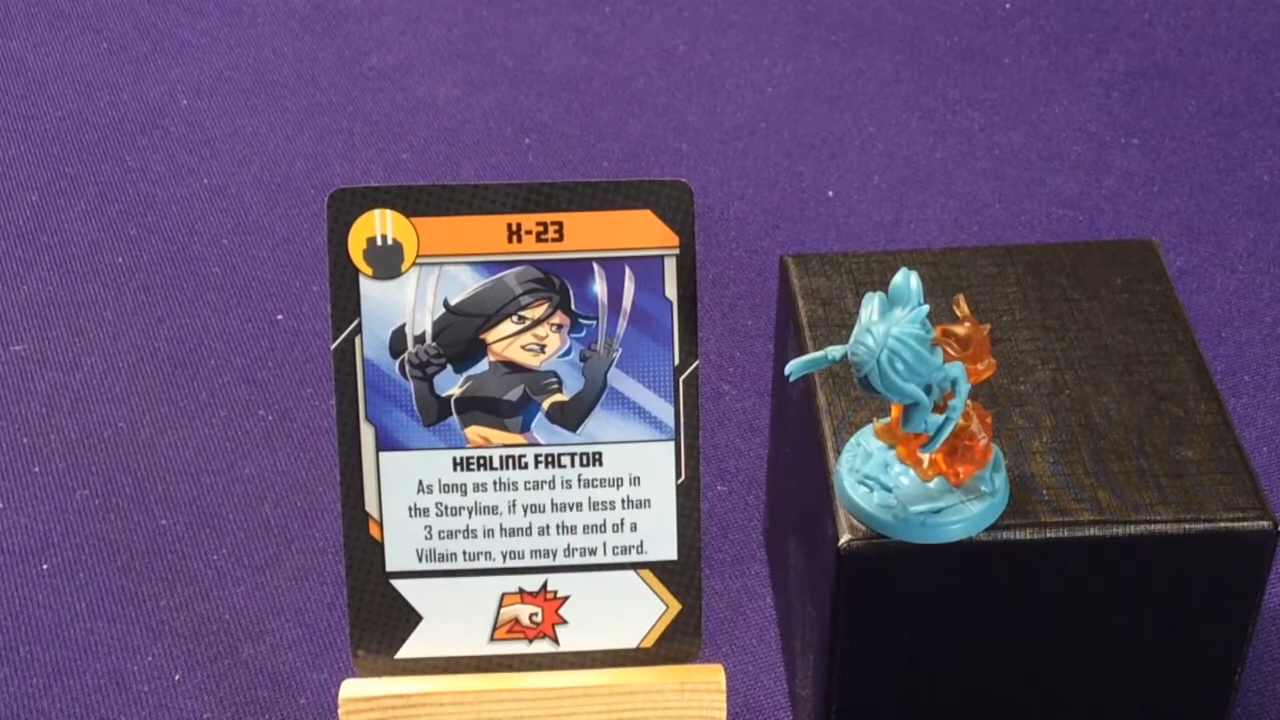 X-23
HEALING FACTOR
As long as this card is faceup in
the Storyline, if you have less than
3 cards in hand at the end of a
Villain turn, you may draw 1 card.